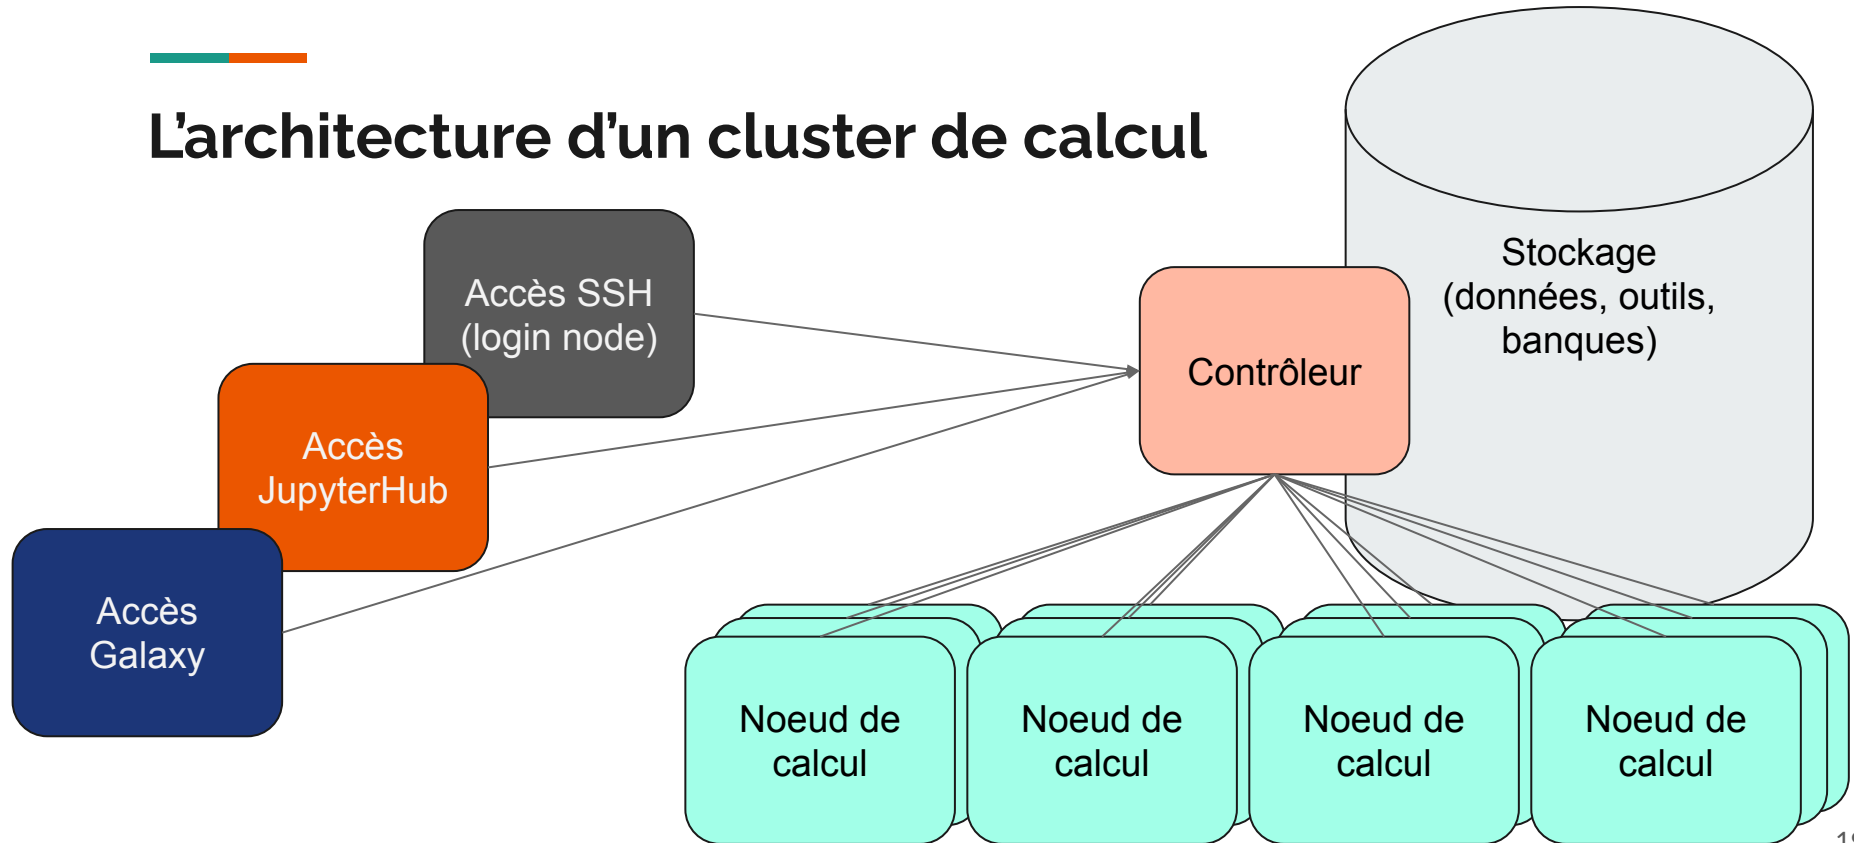 L'architecture d'un cluster de calcul
Accès SSH
(login node)
Accès
JupyterHub
Accès
Galaxy
Contrôleur
Stockage
(données, outils,
banques)
Noeud de
calcul
Noeud de
calcul
Noeud de
calcul
Noeud de
calcul